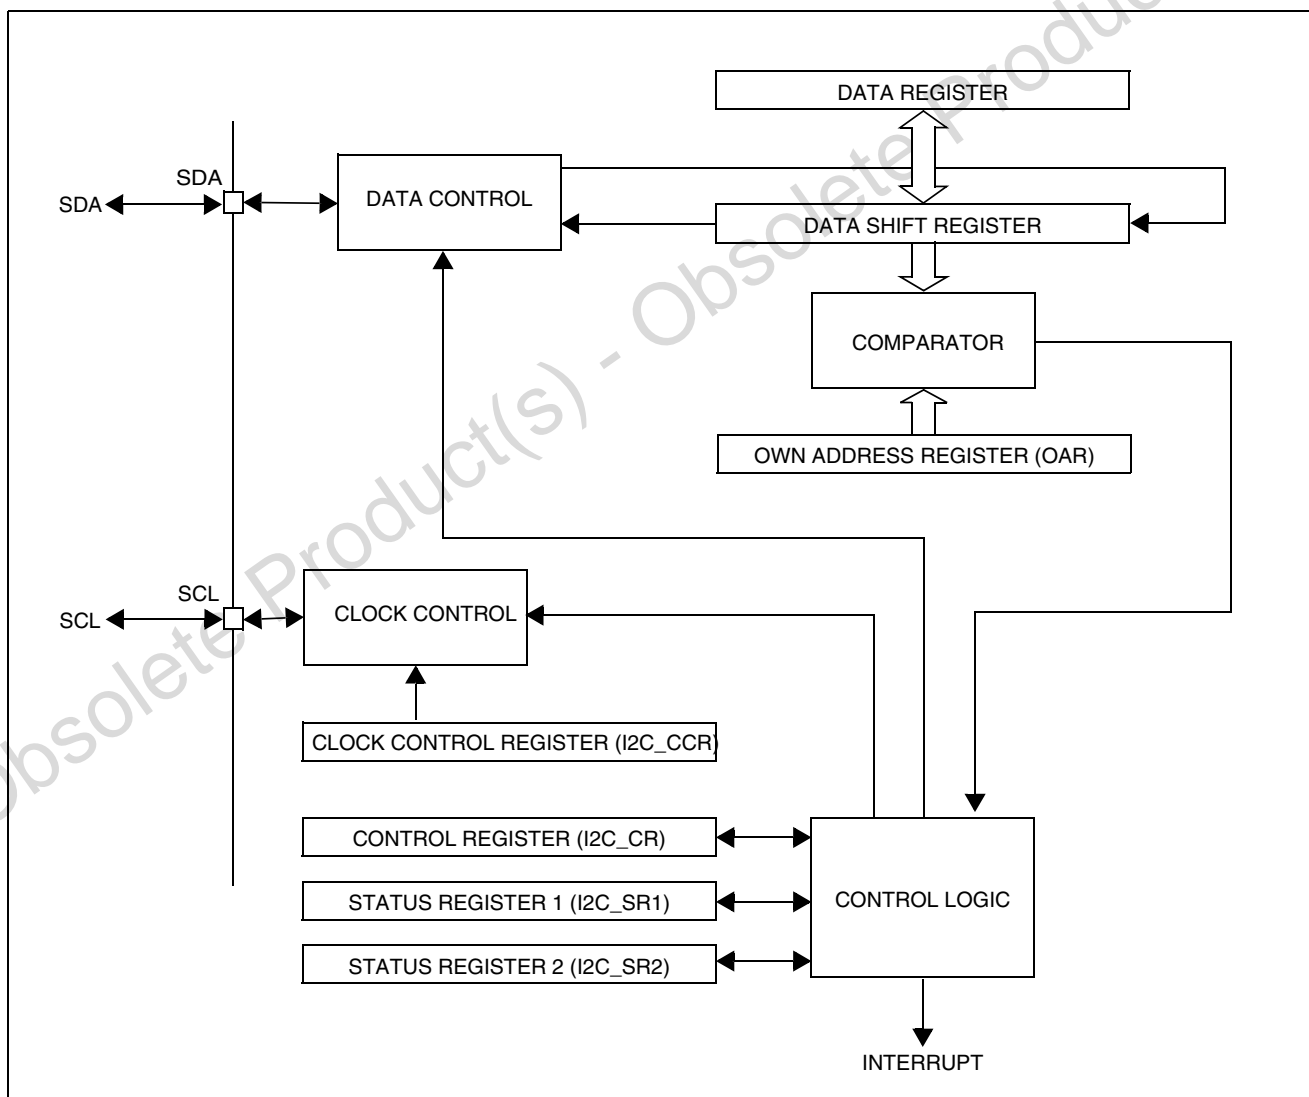 DATA REGISTER
SDA
SDA
DATA CONTROL
DATA SHIFT REGISTER
COMPARATOR
OWN ADDRESS REGISTER (OAR)
SCL
SCL
CLOCK CONTROL
CLOCK CONTROL REGISTER (I2C_CCR)
CONTROL REGISTER (I2C_CR)
STATUS REGISTER 1 (I2C_SR1)
CONTROL LOGIC
STATUS REGISTER 2 (I2C_SR2)
INTERRUPT
Obsolete Product(s) - Obsolete Produc